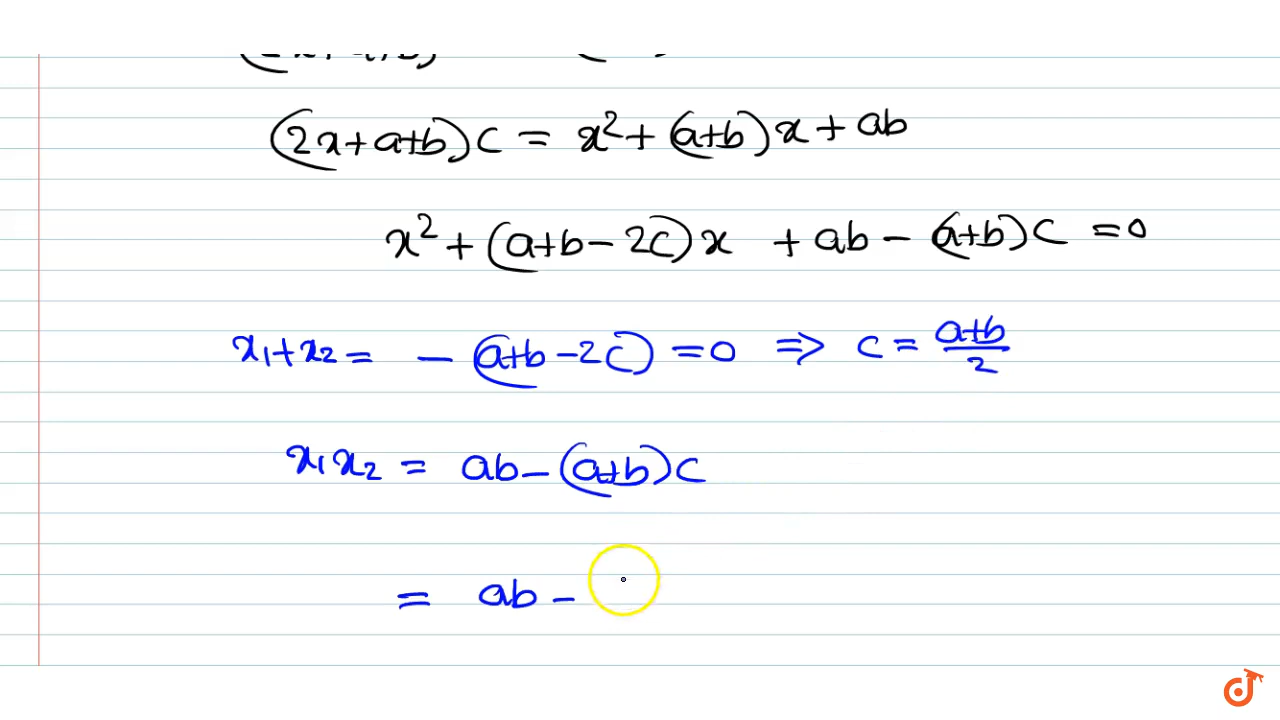 (2x+a+b)c = x²+(a+b)x+ab
x²+(a+b-2c)x +ab-(a+b)c =0
x₁+x₂= -(a+b-2c)=0 ⇒ c= a+b/2
x₁x₂= ab-(a+b)c
= ab-